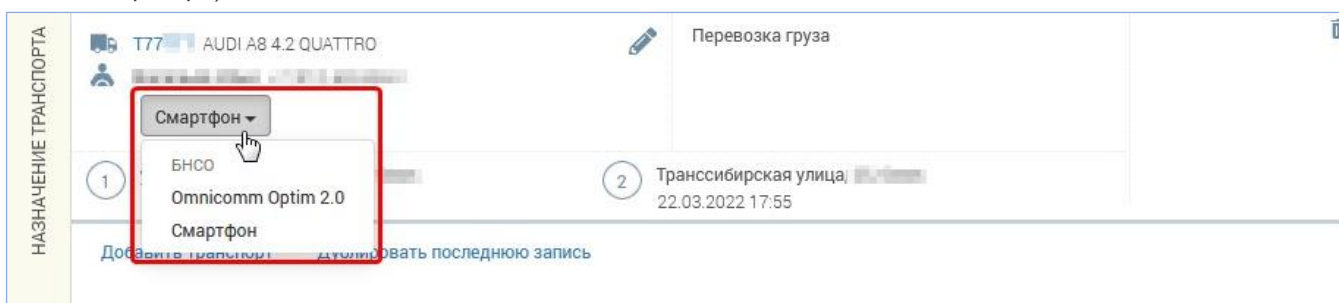 НАЗНАЧЕНИЕ ТРАНСПОРТА
T77
AUDI A8 4.2 QUATTRO
Перевозка груза
Смартфон
БНСО
Omnicomm Optim 2.0
Смартфон
1
2
Транссибирская улица,
22.03.2022 17:55
Добавить транспорт
Дублировать последнюю запись